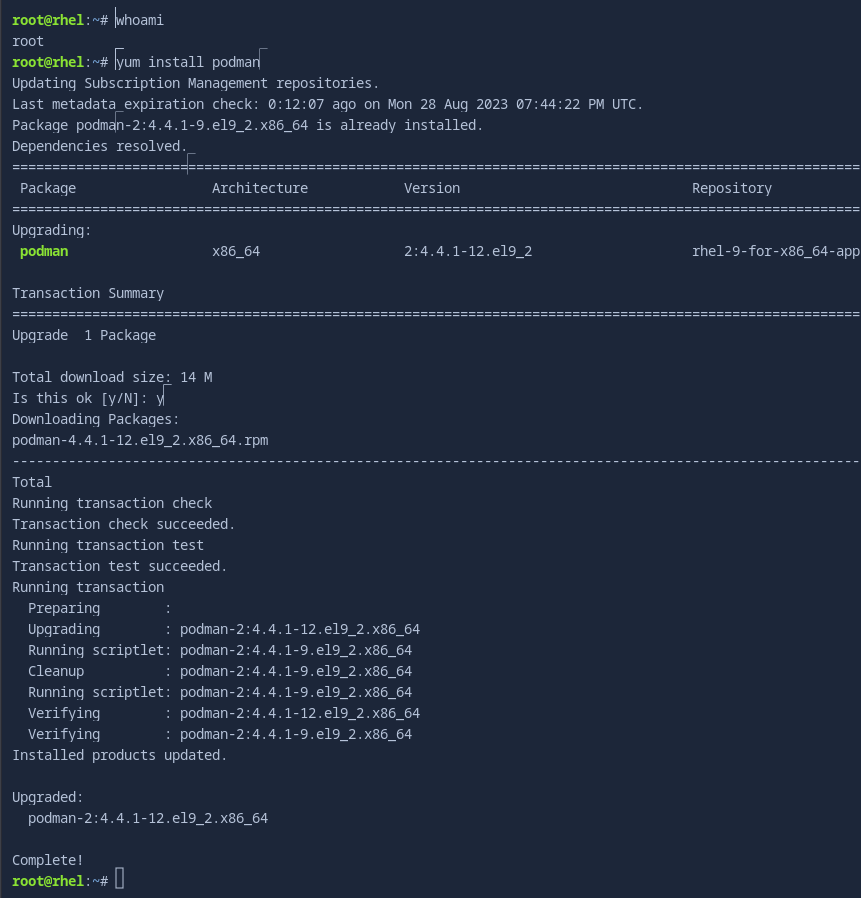 root@rhel:~# whoami
root
root@rhel:~# yum install podman
Updating Subscription Management repositories.
Last metadata expiration check: 0:12:07 ago on Mon 28 Aug 2023 07:44:22 PM UTC.
Package podman-2:4.4.1-9.el9_2.x86_64 is already installed.
Dependencies resolved.
==========================================================================================================
 Package                 Architecture            Version                             Repository
==========================================================================================================
Upgrading:
 podman                  x86_64                  2:4.4.1-12.el9_2                    rhel-9-for-x86_64-app

Transaction Summary
==========================================================================================================
Upgrade  1 Package

Total download size: 14 M
Is this ok [y/N]: y
Downloading Packages:
podman-4.4.1-12.el9_2.x86_64.rpm
----------------------------------------------------------------------------------------------------------
Total
Running transaction check
Transaction check succeeded.
Running transaction test
Transaction test succeeded.
Running transaction
  Preparing        :
  Upgrading        : podman-2:4.4.1-12.el9_2.x86_64
  Running scriptlet: podman-2:4.4.1-9.el9_2.x86_64
  Cleanup          : podman-2:4.4.1-9.el9_2.x86_64
  Running scriptlet: podman-2:4.4.1-9.el9_2.x86_64
  Verifying        : podman-2:4.4.1-12.el9_2.x86_64
  Verifying        : podman-2:4.4.1-9.el9_2.x86_64
Installed products updated.

Upgraded:
  podman-2:4.4.1-12.el9_2.x86_64

Complete!
root@rhel:~#